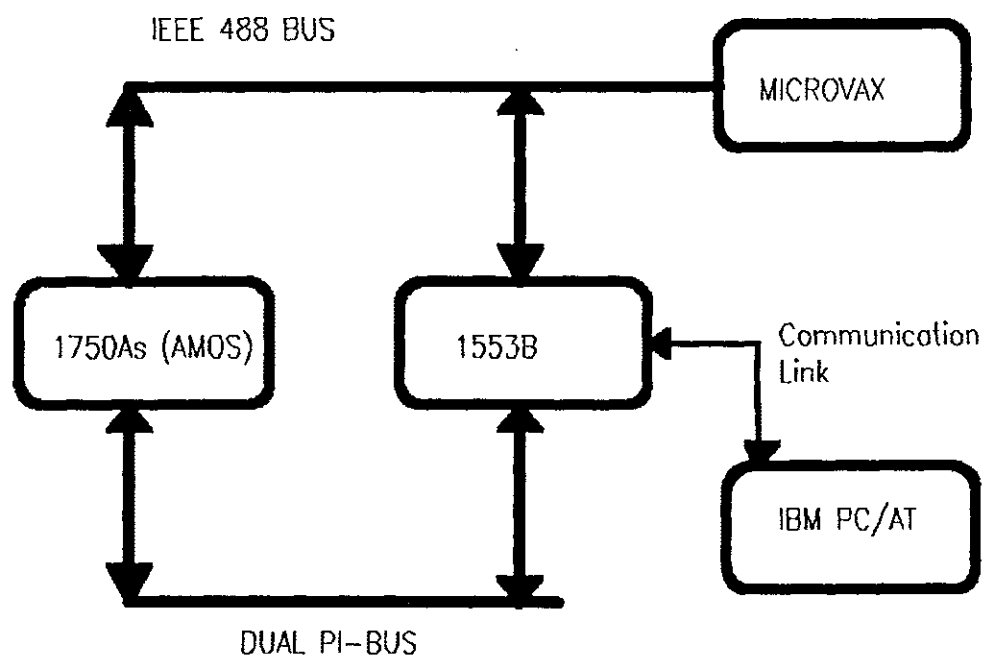 IEEE 488 BUS
MICROVAX
1750As (AMOS)
1553B
Communication
Link
IBM PC/AT
DUAL PI-BUS